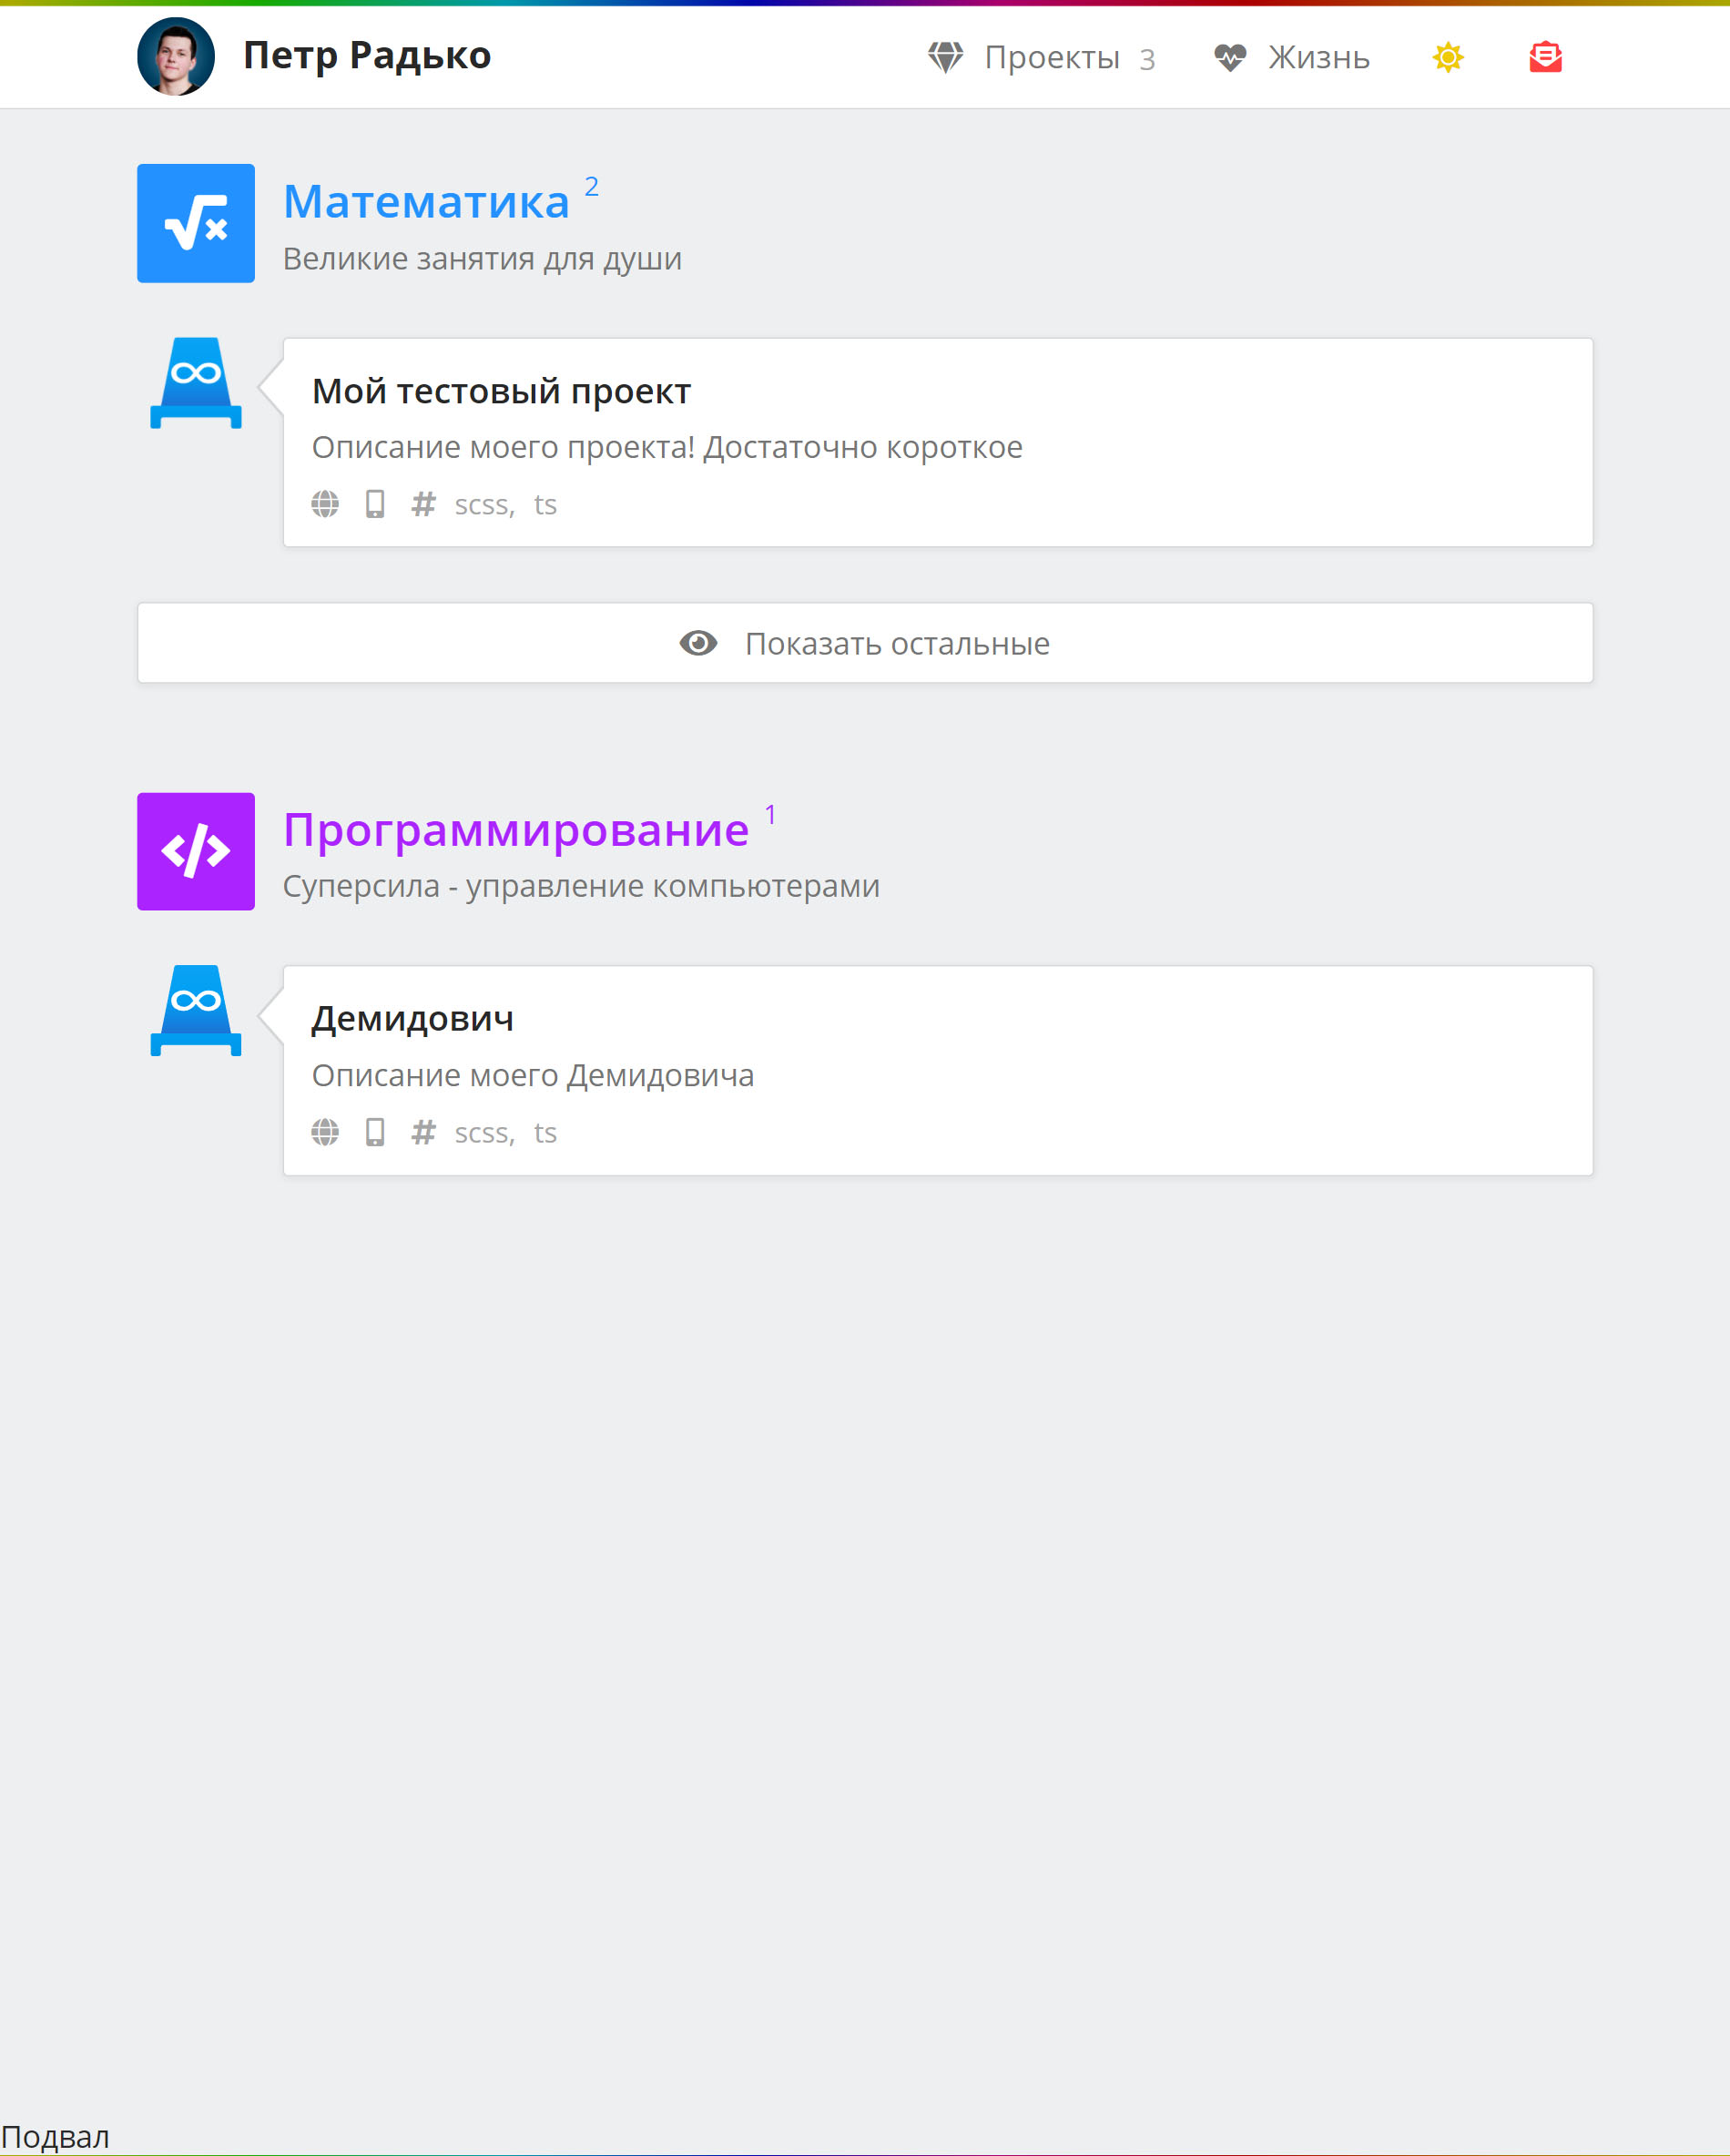 Петр Радько
Проекты 3 Жизнь
Математика 2
Великие занятия для души
Мой тестовый проект
Описание моего проекта! Достаточно короткое
# scss, ts
Показать остальные
Программирование 1
Суперсила - управление компьютерами
Демидович
Описание моего Демидовича
# scss, ts
Подвал